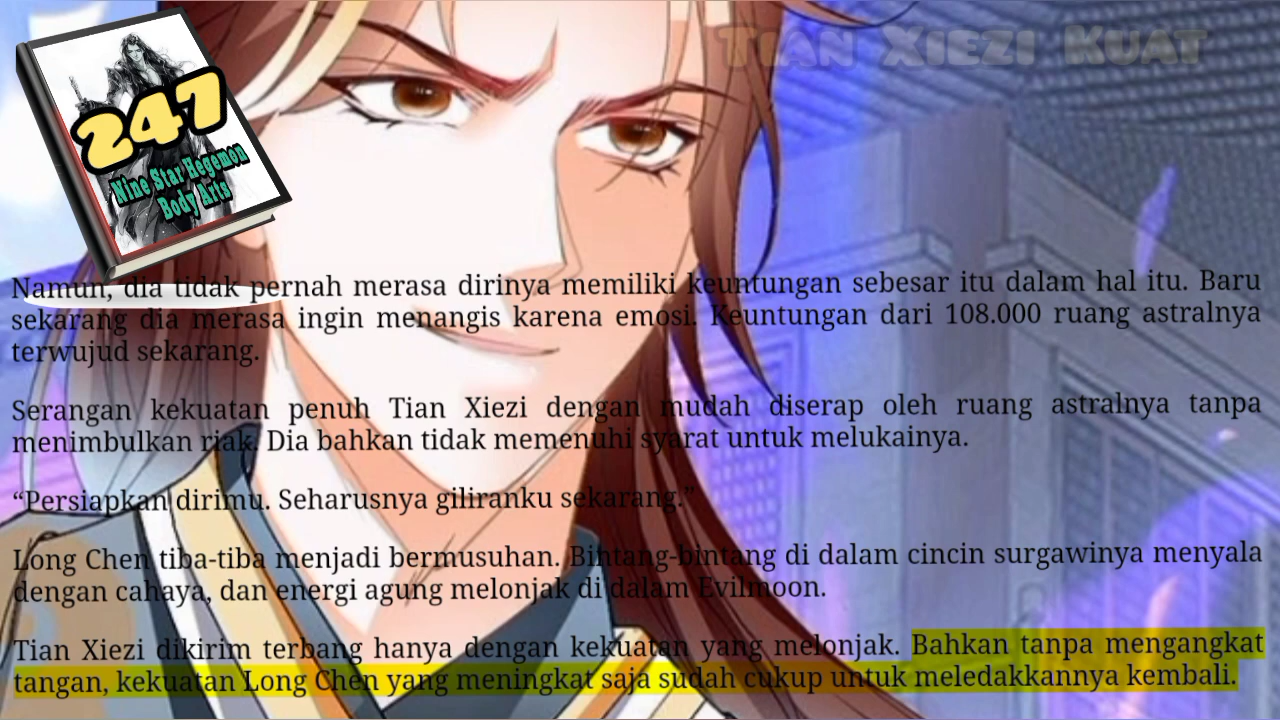 Tian Xiezi Kuat
247
Nine Star Hegemon
Body Arts
Namun, dia tidak pernah merasa dirinya memiliki keuntungan sebesar itu dalam hal itu. Baru
sekarang dia merasa ingin menangis karena emosi. Keuntungan dari 108.000 ruang astralnya
terwujud sekarang.
Serangan kekuatan penuh Tian Xiezi dengan mudah diserap oleh ruang astralnya tanpa
menimbulkan riak. Dia bahkan tidak memenuhi syarat untuk melukainya.
“Persiapkan dirimu. Seharusnya giliranku sekarang.”
Long Chen tiba-tiba menjadi bermusuhan. Bintang-bintang di dalam cincin surgawinya menyala
dengan cahaya, dan energi agung melonjak di dalam Evilmoon.
Tian Xiezi dikirim terbang hanya dengan kekuatan yang melonjak. Bahkan tanpa mengangkat
tangan, kekuatan Long Chen yang meningkat saja sudah cukup untuk meledakkannya kembali.